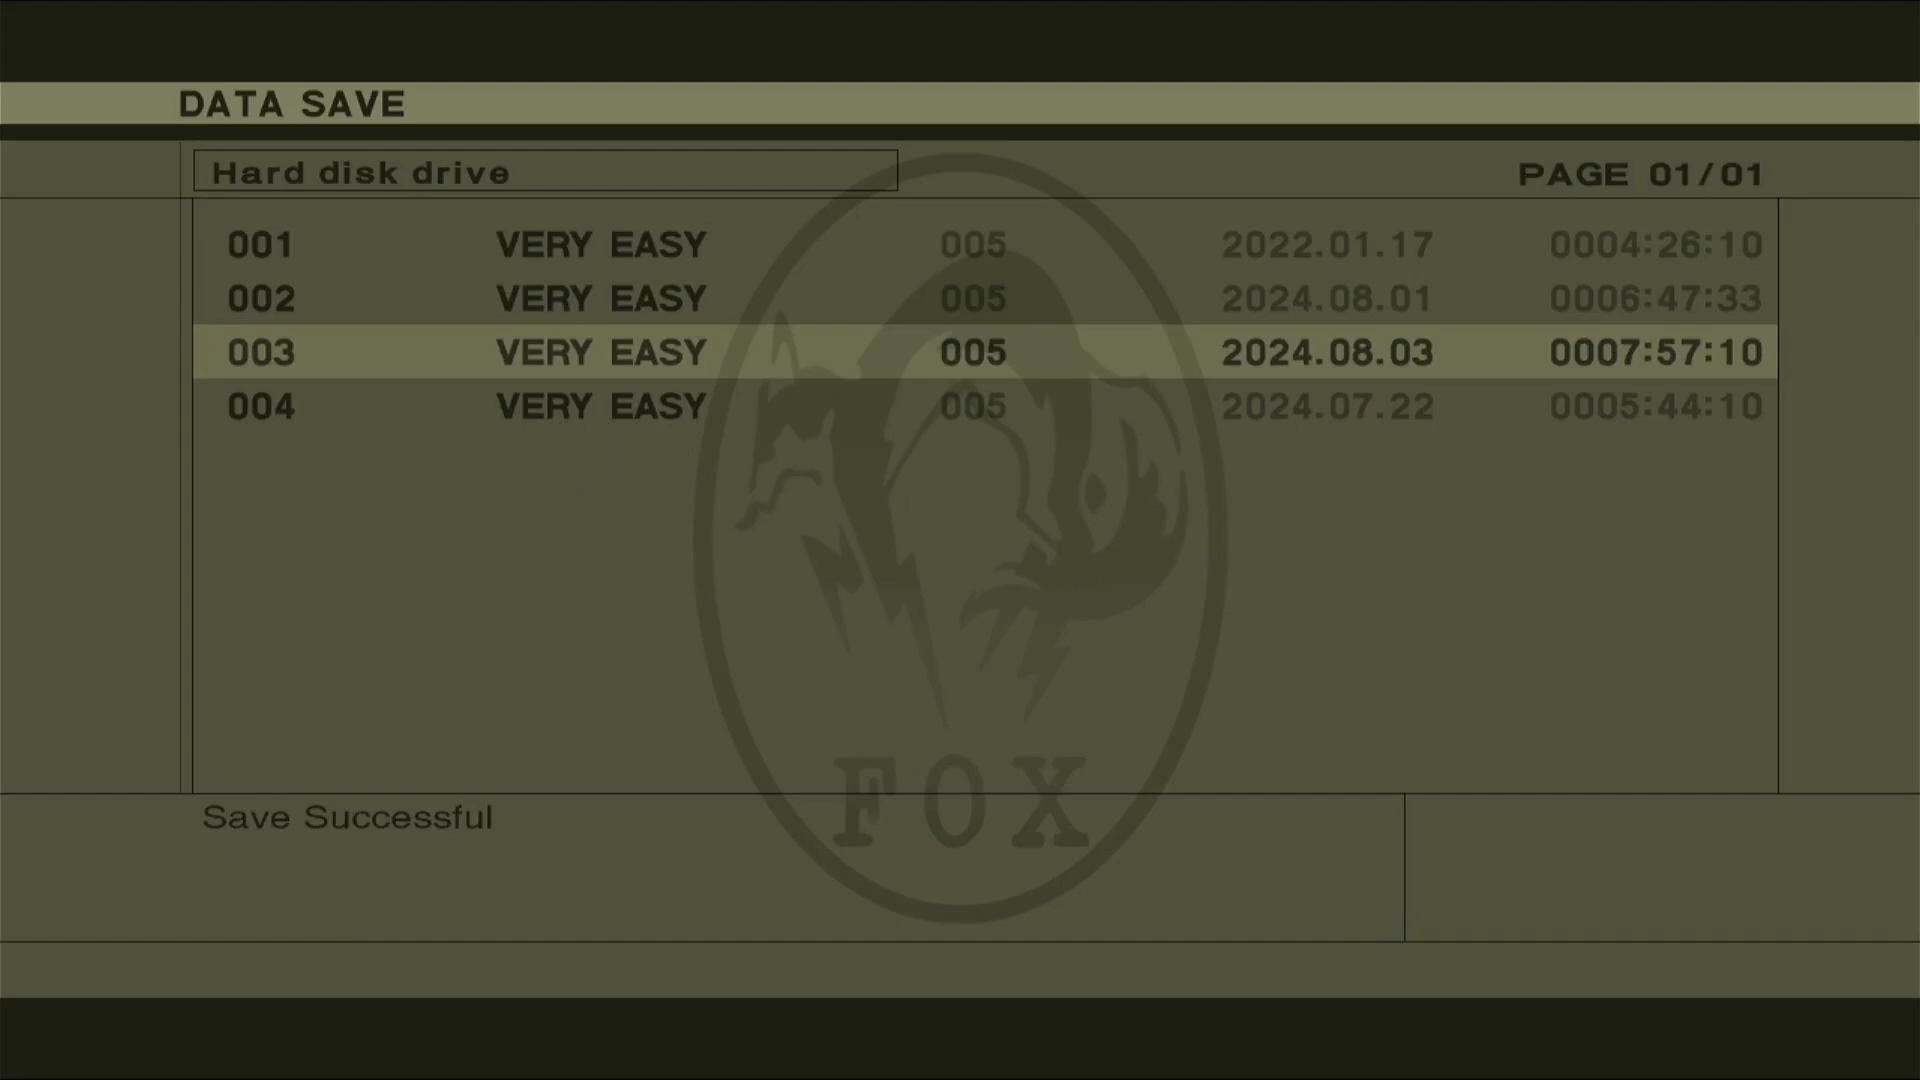 DATA SAVE
Hard disk drive PAGE 01/01
001 VERY EASY 005 2022.01.17 0004:26:10
002 VERY EASY 005 2024.08.01 0006:47:33
003 VERY EASY 005 2024.08.03 0007:57:10
004 VERY EASY 005 2024.07.22 0005:44:10
FOX
Save Successful